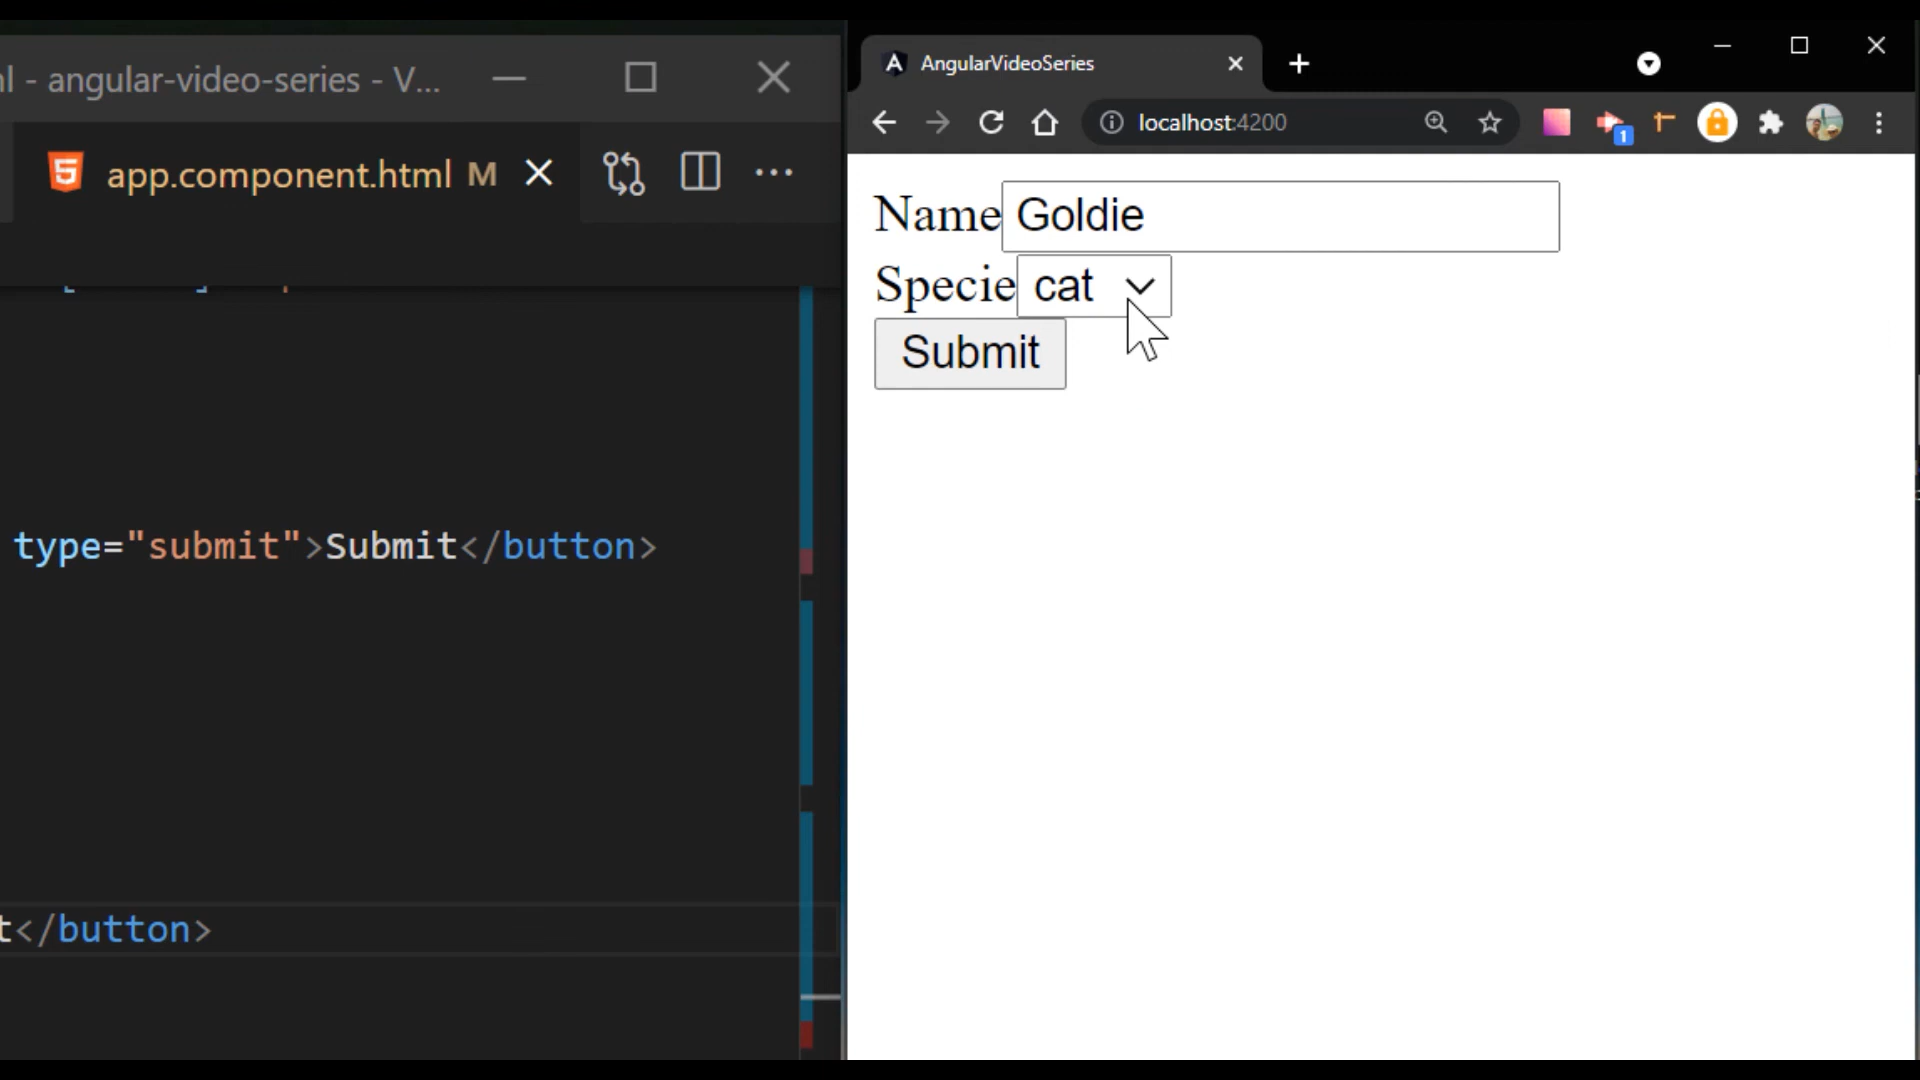 l - angular-video-series - V...
app.component.html M
type="submit">Submit</button>
t</button>
AngularVideoSeries
localhost:4200
1
Name Goldie
Specie cat
Submit